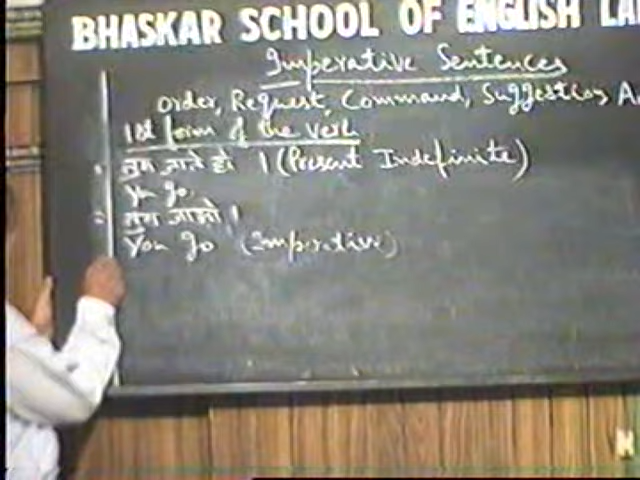 BHASKAR SCHOOL OF ENGLISH LA
Imperative Sentences
Order, Request, Command, Suggestion, A
1st form of the verb
तुम जाते हो । (Present Indefinite)
You go.
तुम जाओ ।
You go (Imperative)